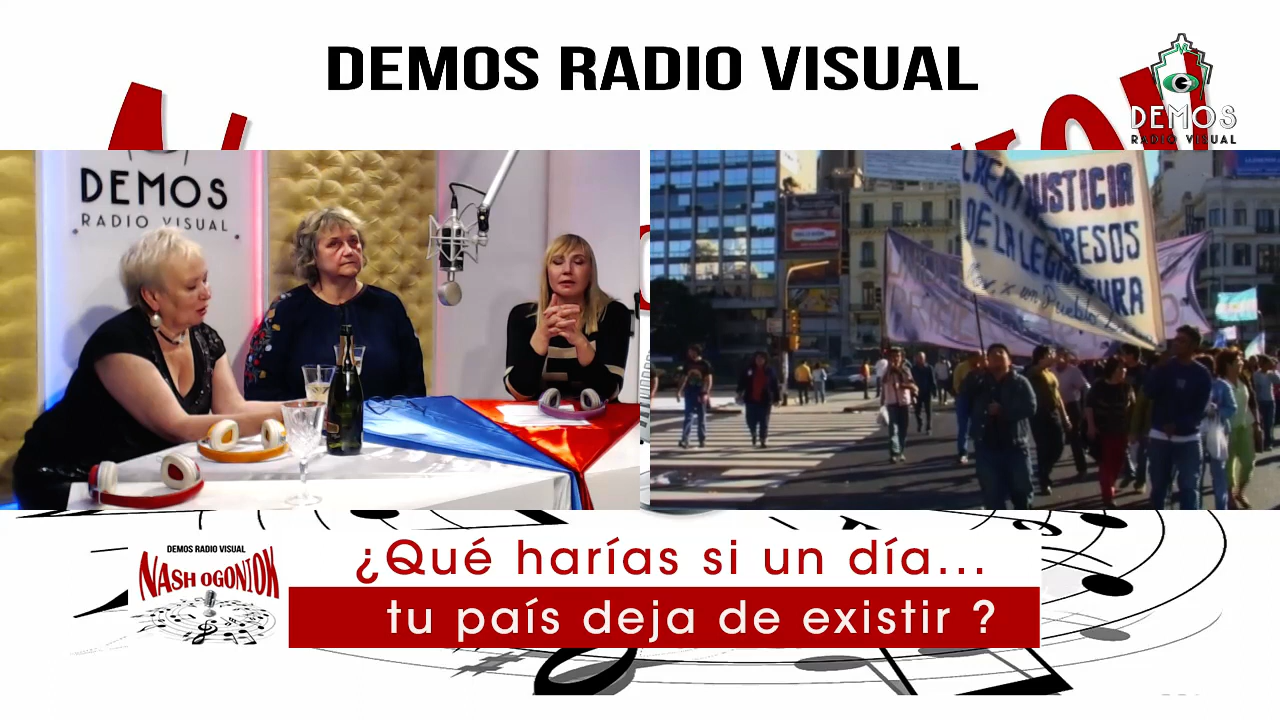 DEMOS RADIO VISUAL
DEMOS
RADIO VISUAL
DEMOS
RADIO VISUAL
JUSTICIA
DE LA LEGISLATURA
PRESOS
DEMOS RADIO VISUAL
NASH OGONIOK
¿Qué harías si un día...
tu país deja de existir ?